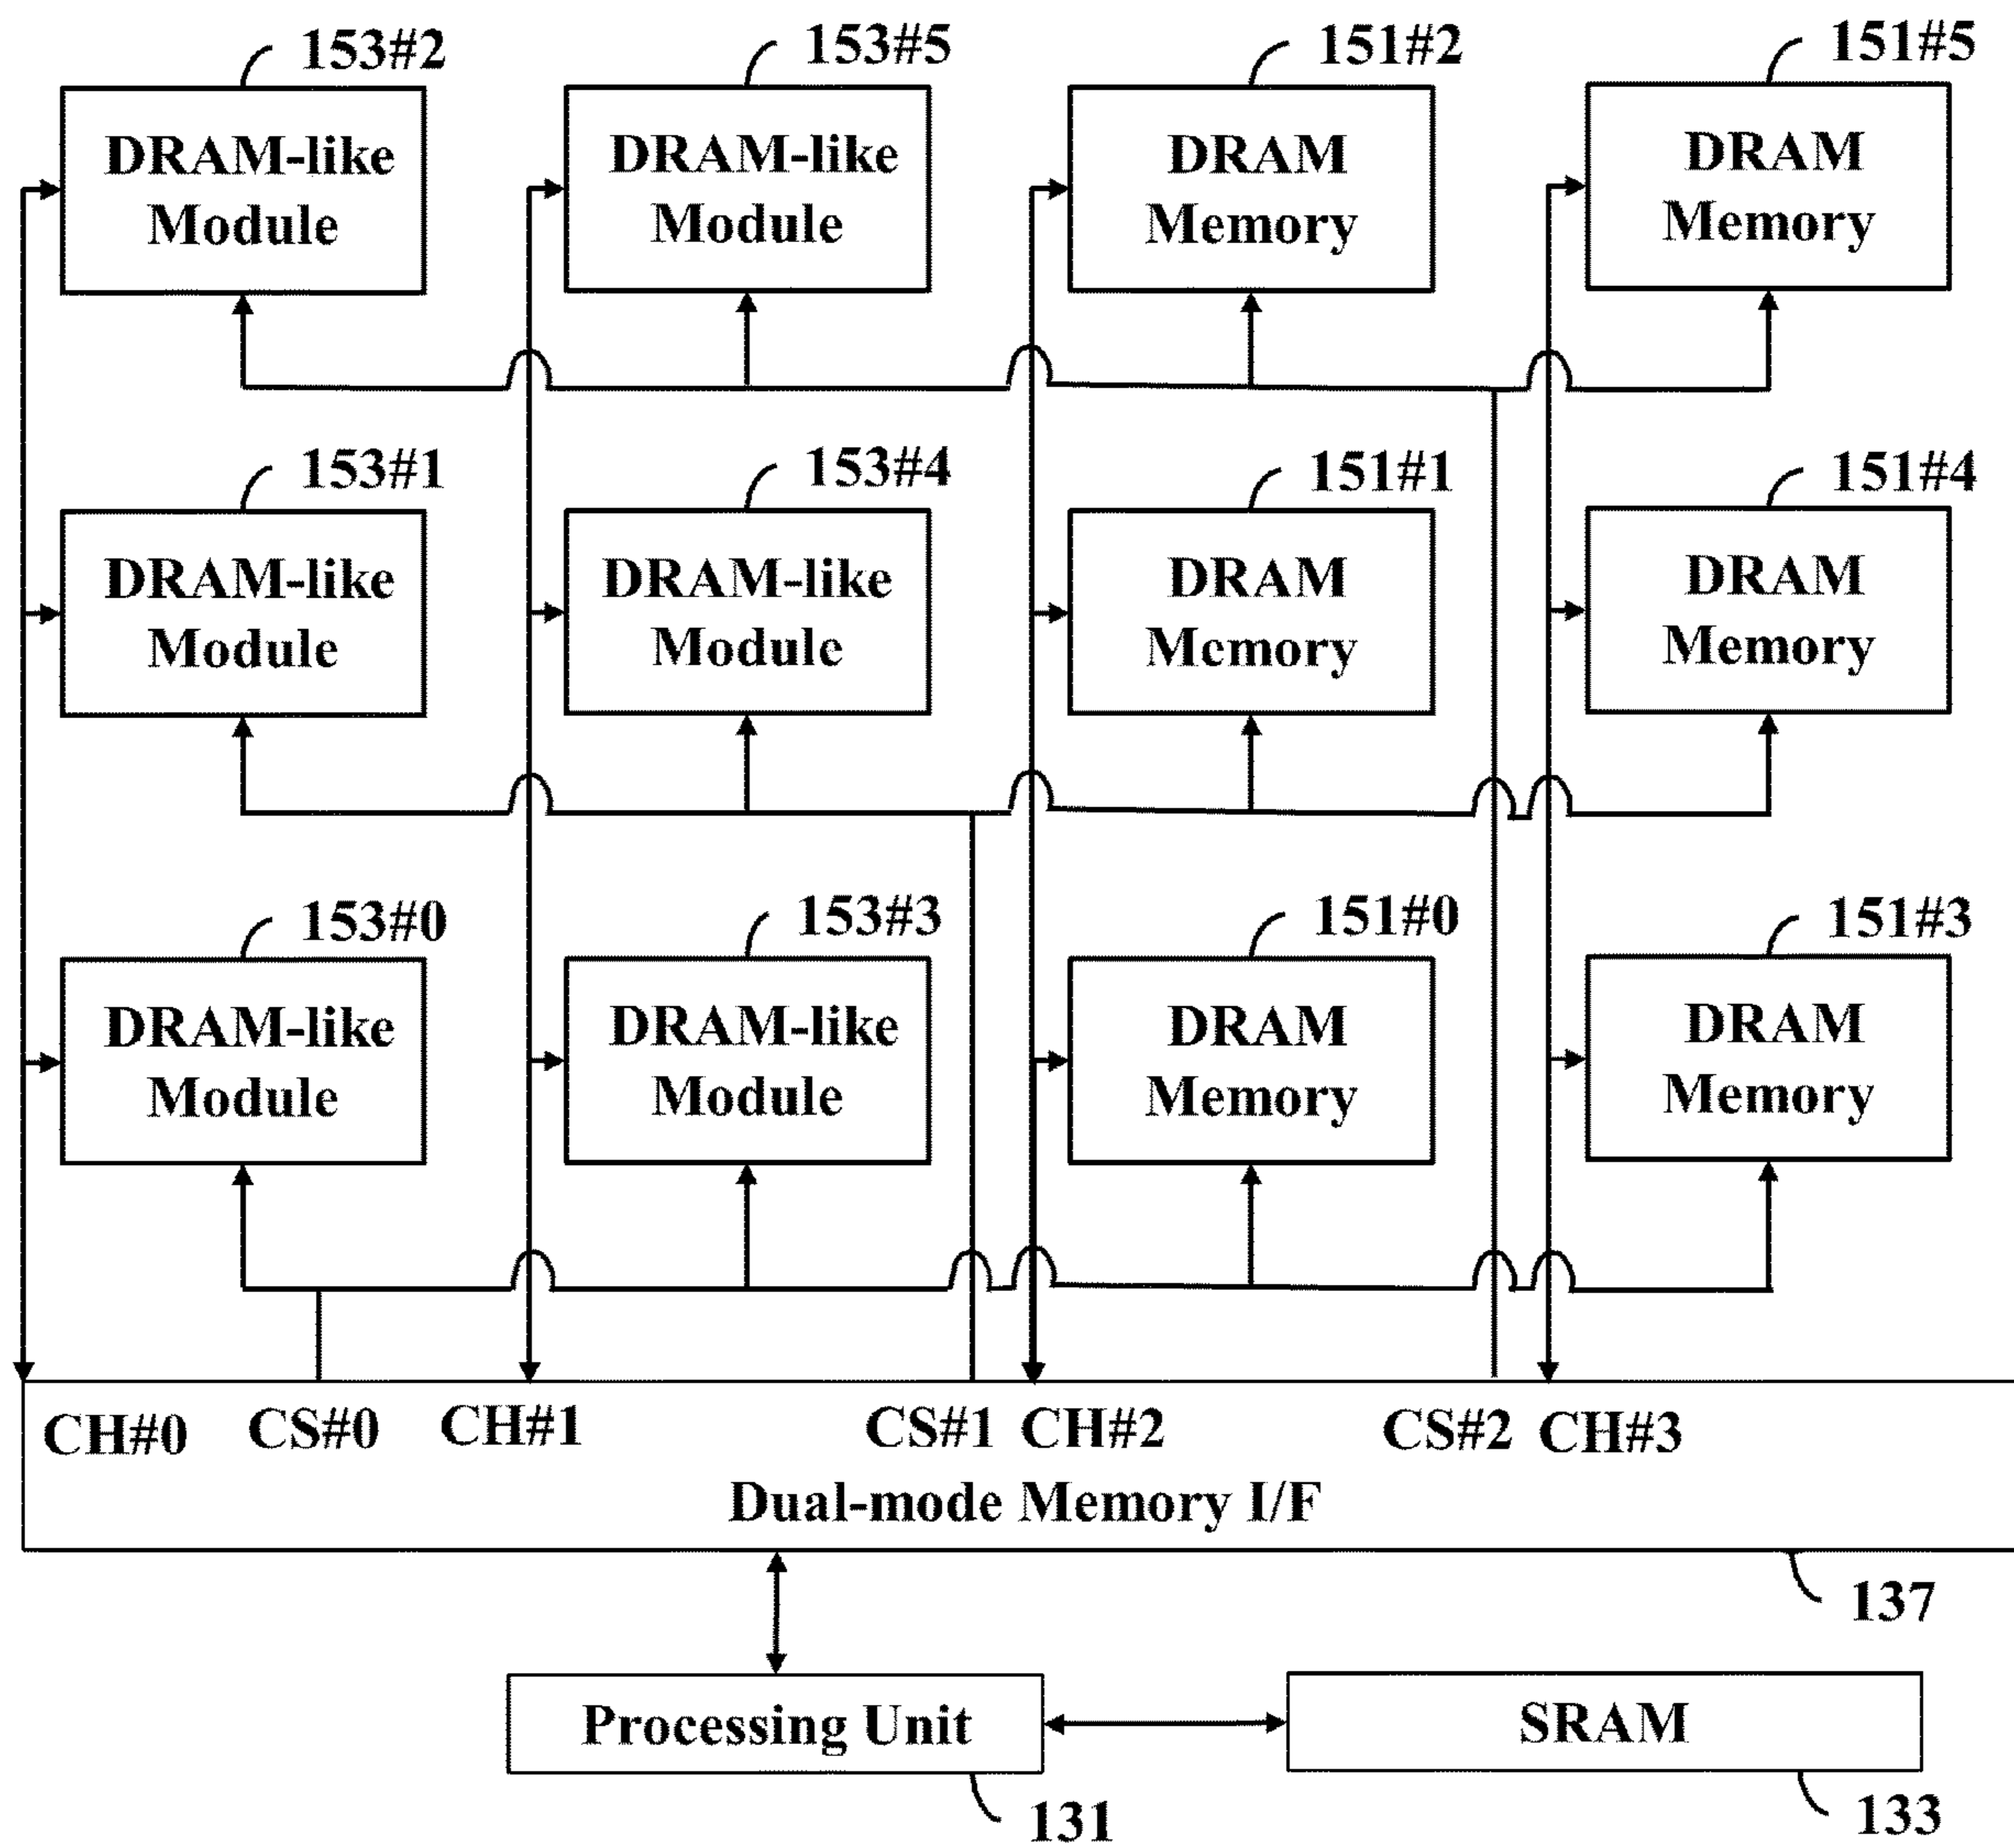 153#2
153#5
151#2
151#5
DRAM-like
Module
DRAM-like
Module
DRAM
Memory
DRAM
Memory
153#1
153#4
151#1
151#4
DRAM-like
Module
DRAM-like
Module
DRAM
Memory
DRAM
Memory
153#0
153#3
151#0
151#3
DRAM-like
Module
DRAM-like
Module
DRAM
Memory
DRAM
Memory
CH#0
CS#0
CH#1
CS#1
CH#2
CS#2
CH#3
Dual-mode Memory I/F
137
Processing Unit
SRAM
131
133